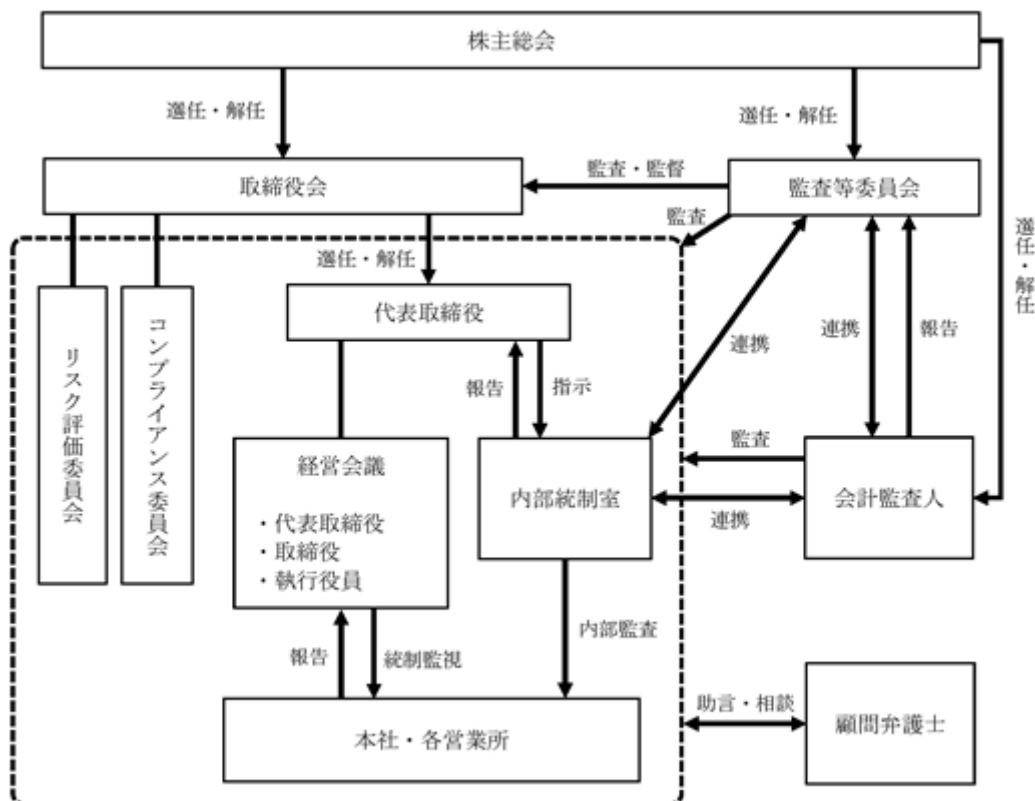 株主総会
選任・解任
選任・解任
選任・解任
取締役会
監査・監督
監査等委員会
監査
選任・解任
代表取締役
リスク評価委員会
コンプライアンス委員会
報告
指示
連携
連携
報告
経営会議
・代表取締役
・取締役
・執行役員
内部統制室
監査
連携
会計監査人
報告
統制監視
内部監査
本社・各営業所
助言・相談
顧問弁護士